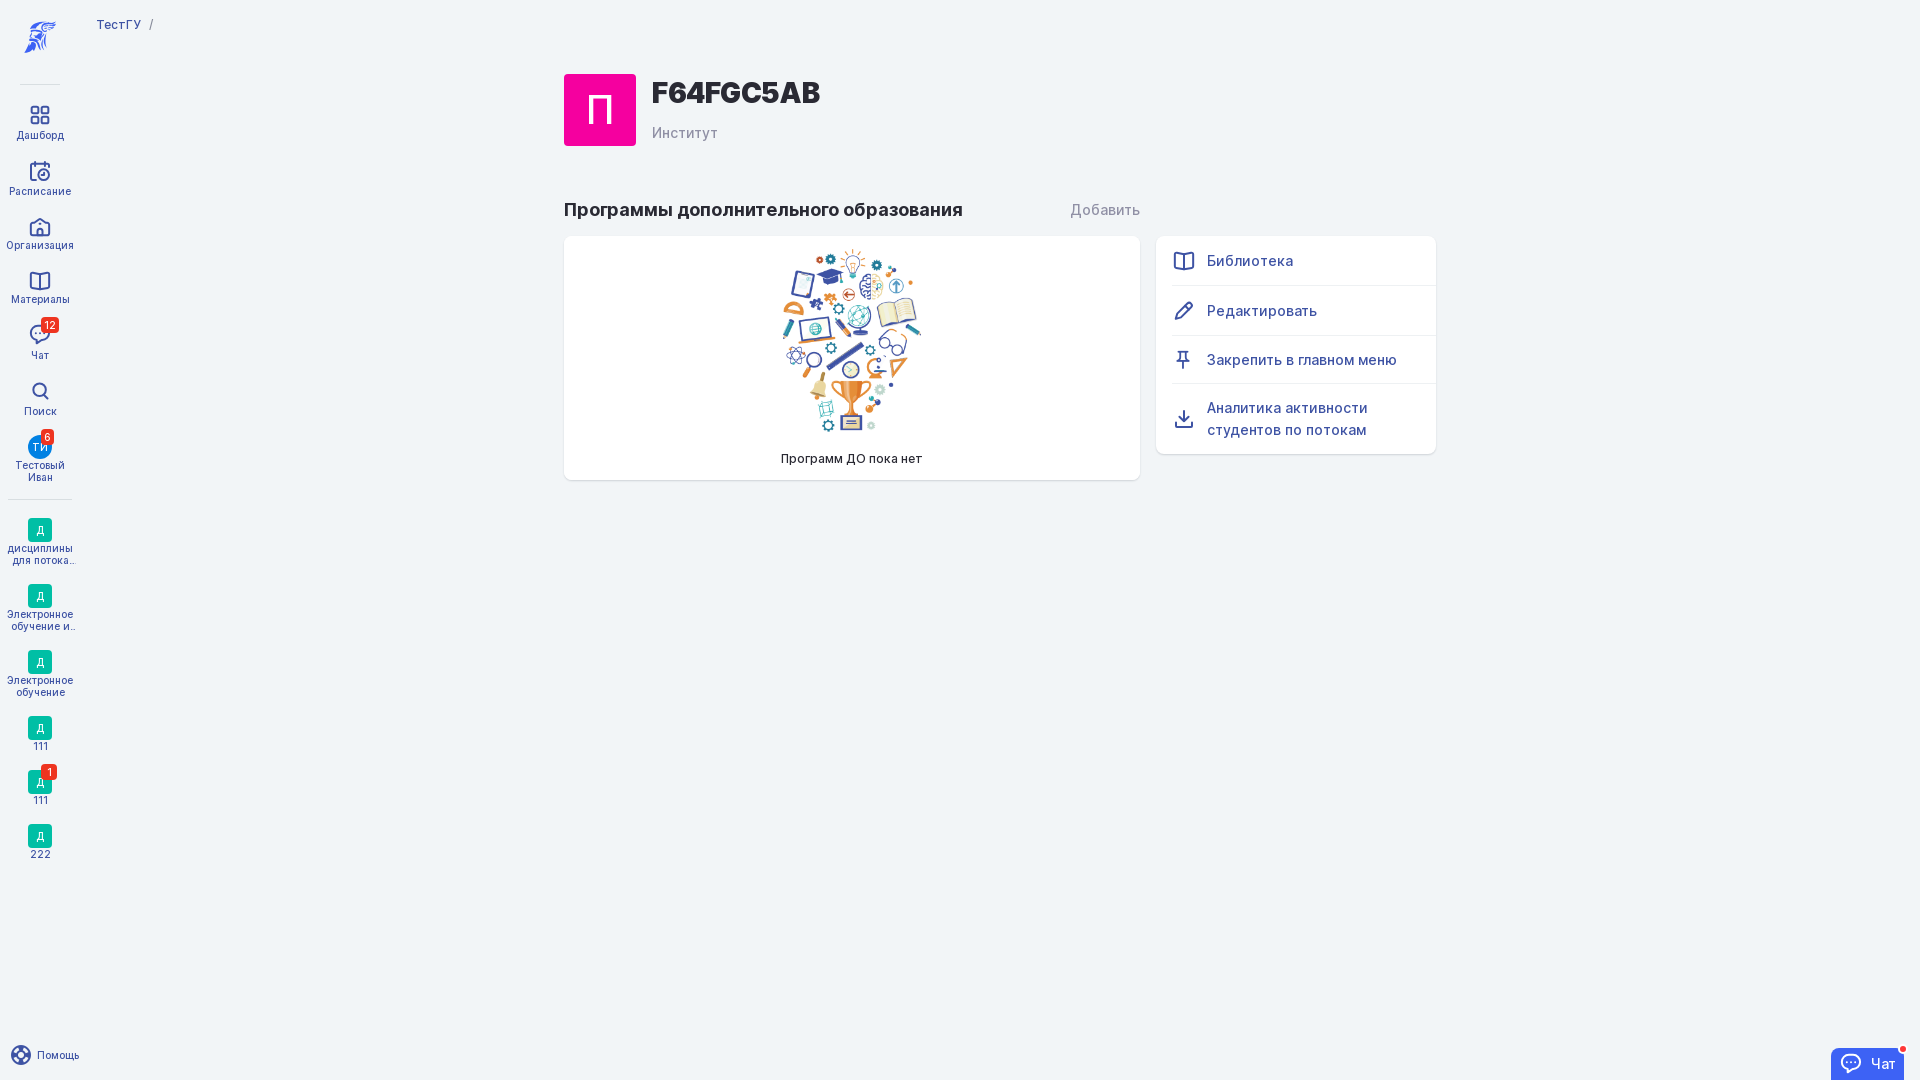 ТестГУ /
Дашборд
Расписание
Организация
Материалы
12
Чат
Поиск
ТИ
6
Тестовый
Иван
Д
дисциплины
для потока...
Д
Электронное
обучение и...
Д
Электронное
обучение
Д
111
Д
1
111
Д
222
Помощь
П
F64FGC5AB
Институт
Программы дополнительного образования
Добавить
Программ ДО пока нет
Библиотека
Редактировать
Закрепить в главном меню
Аналитика активности
студентов по потокам
Чат